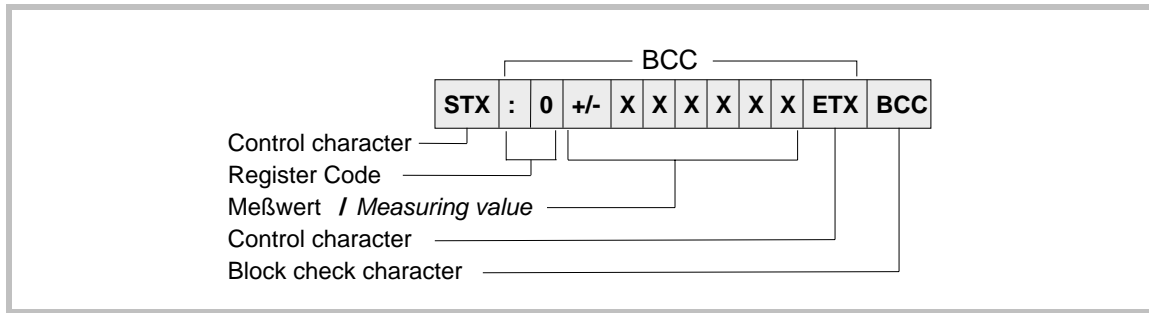 BCC
STX : 0 +/- X X X X X X ETX BCC
Control character
Register Code
Meßwert / Measuring value
Control character
Block check character